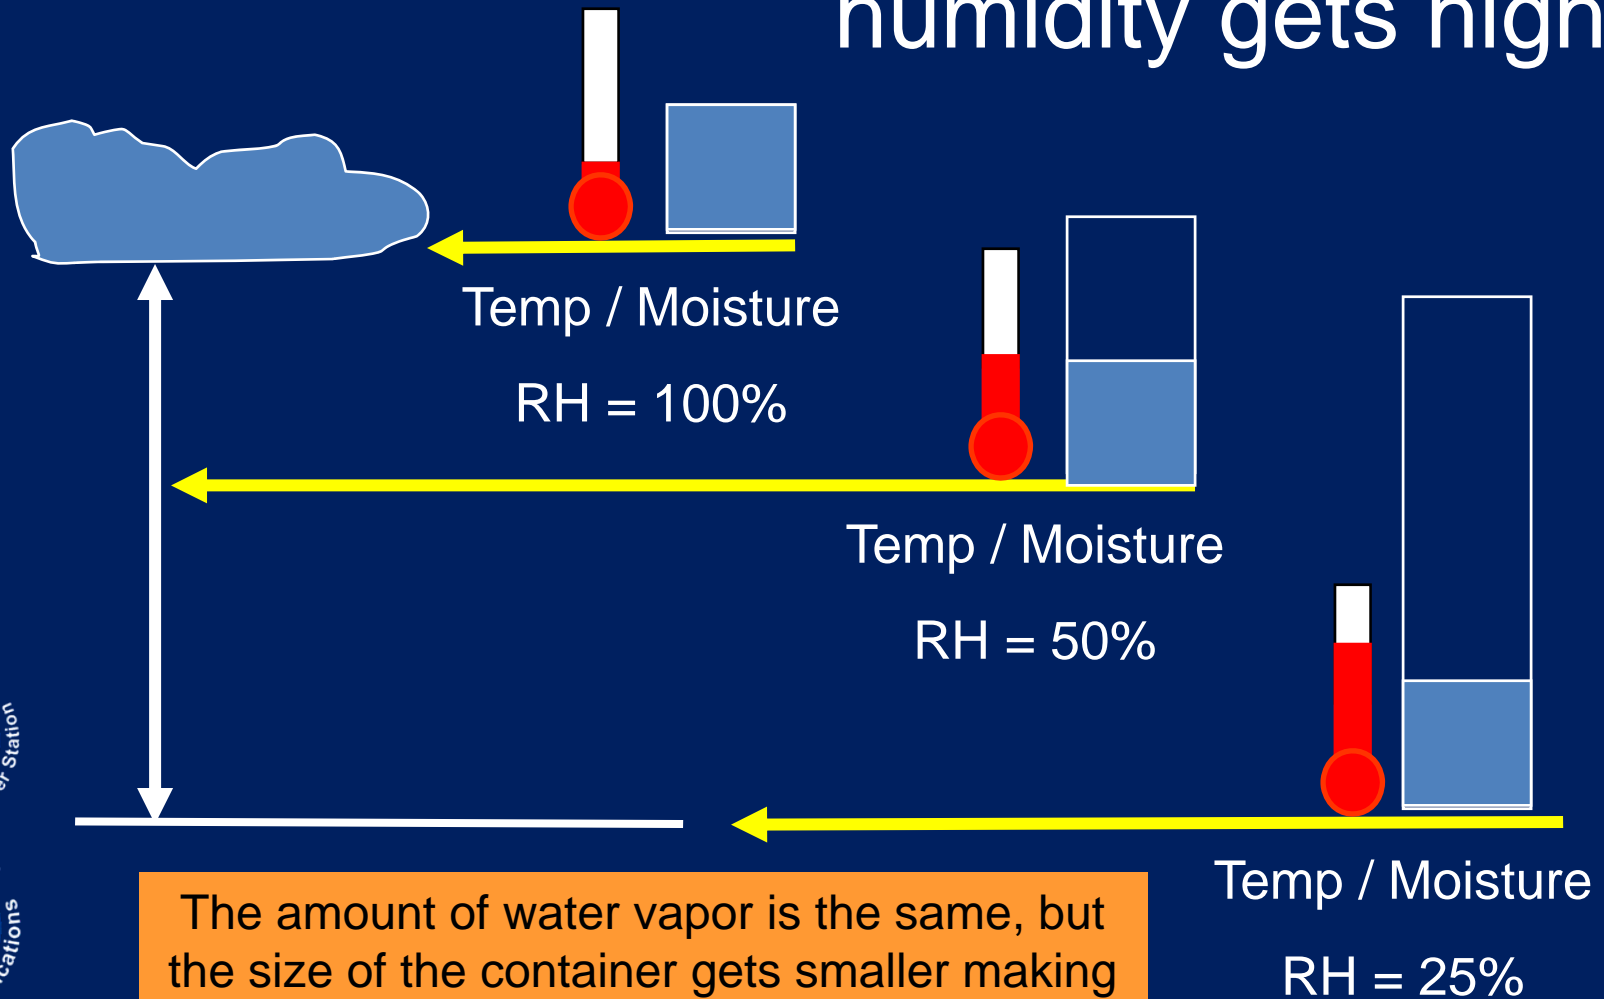 humidity gets high
Temp / Moisture
RH = 100%
Temp / Moisture
RH = 50%
Station
Temp / Moisture
RH = 25%
The amount of water vapor is the same, but
the size of the container gets smaller making